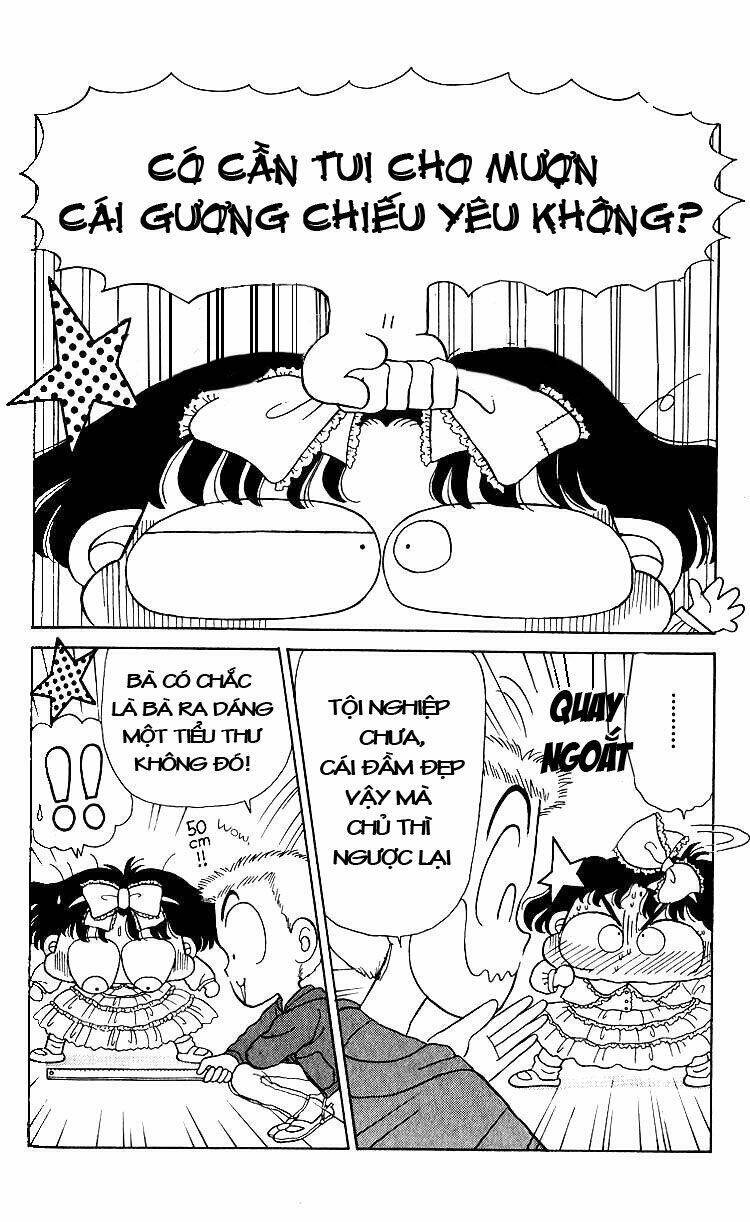 CÓ CẦN TUI CHO MƯỢN
CÁI GƯƠNG CHIẾU YÊU KHÔNG?
BÀ CÓ CHẮC
LÀ BÀ RA DÁNG
MỘT TIỂU THƯ
KHÔNG ĐÓ!
!!
50
cm
!!
WOW,
TỘI NGHIỆP
CHƯA,
CÁI ĐẦM ĐẸP
VẬY MÀ
CHỦ THÌ
NGƯỢC LẠI
QUAY
NGOẮT
........